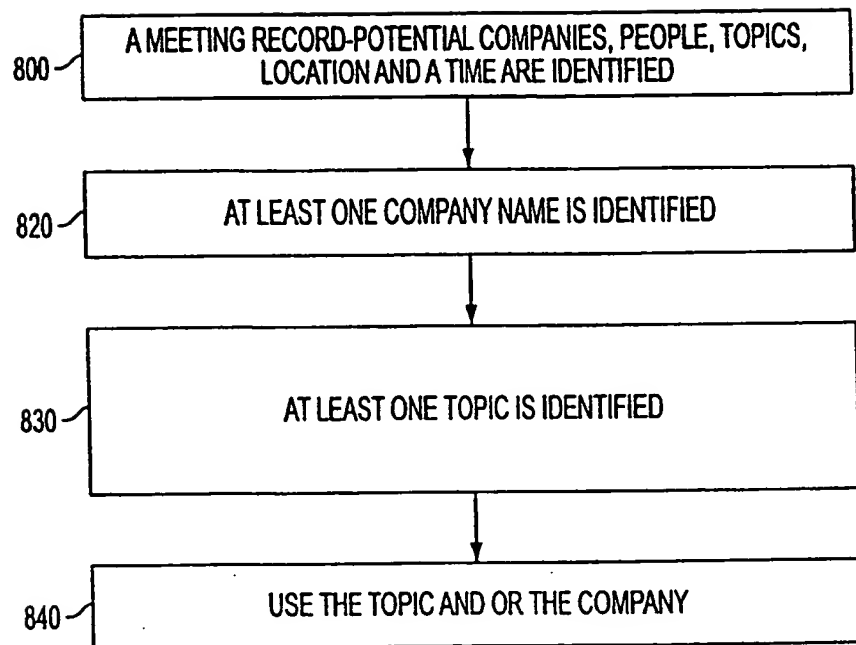 A MEETING RECORD-POTENTIAL COMPANIES, PEOPLE, TOPICS,
800
LOCATION AND A TIME ARE IDENTIFIED
820
AT LEAST ONE COMPANY NAME IS IDENTIFIED
830
AT LEAST ONE TOPIC IS IDENTIFIED
840
USE THE TOPIC AND OR THE COMPANY